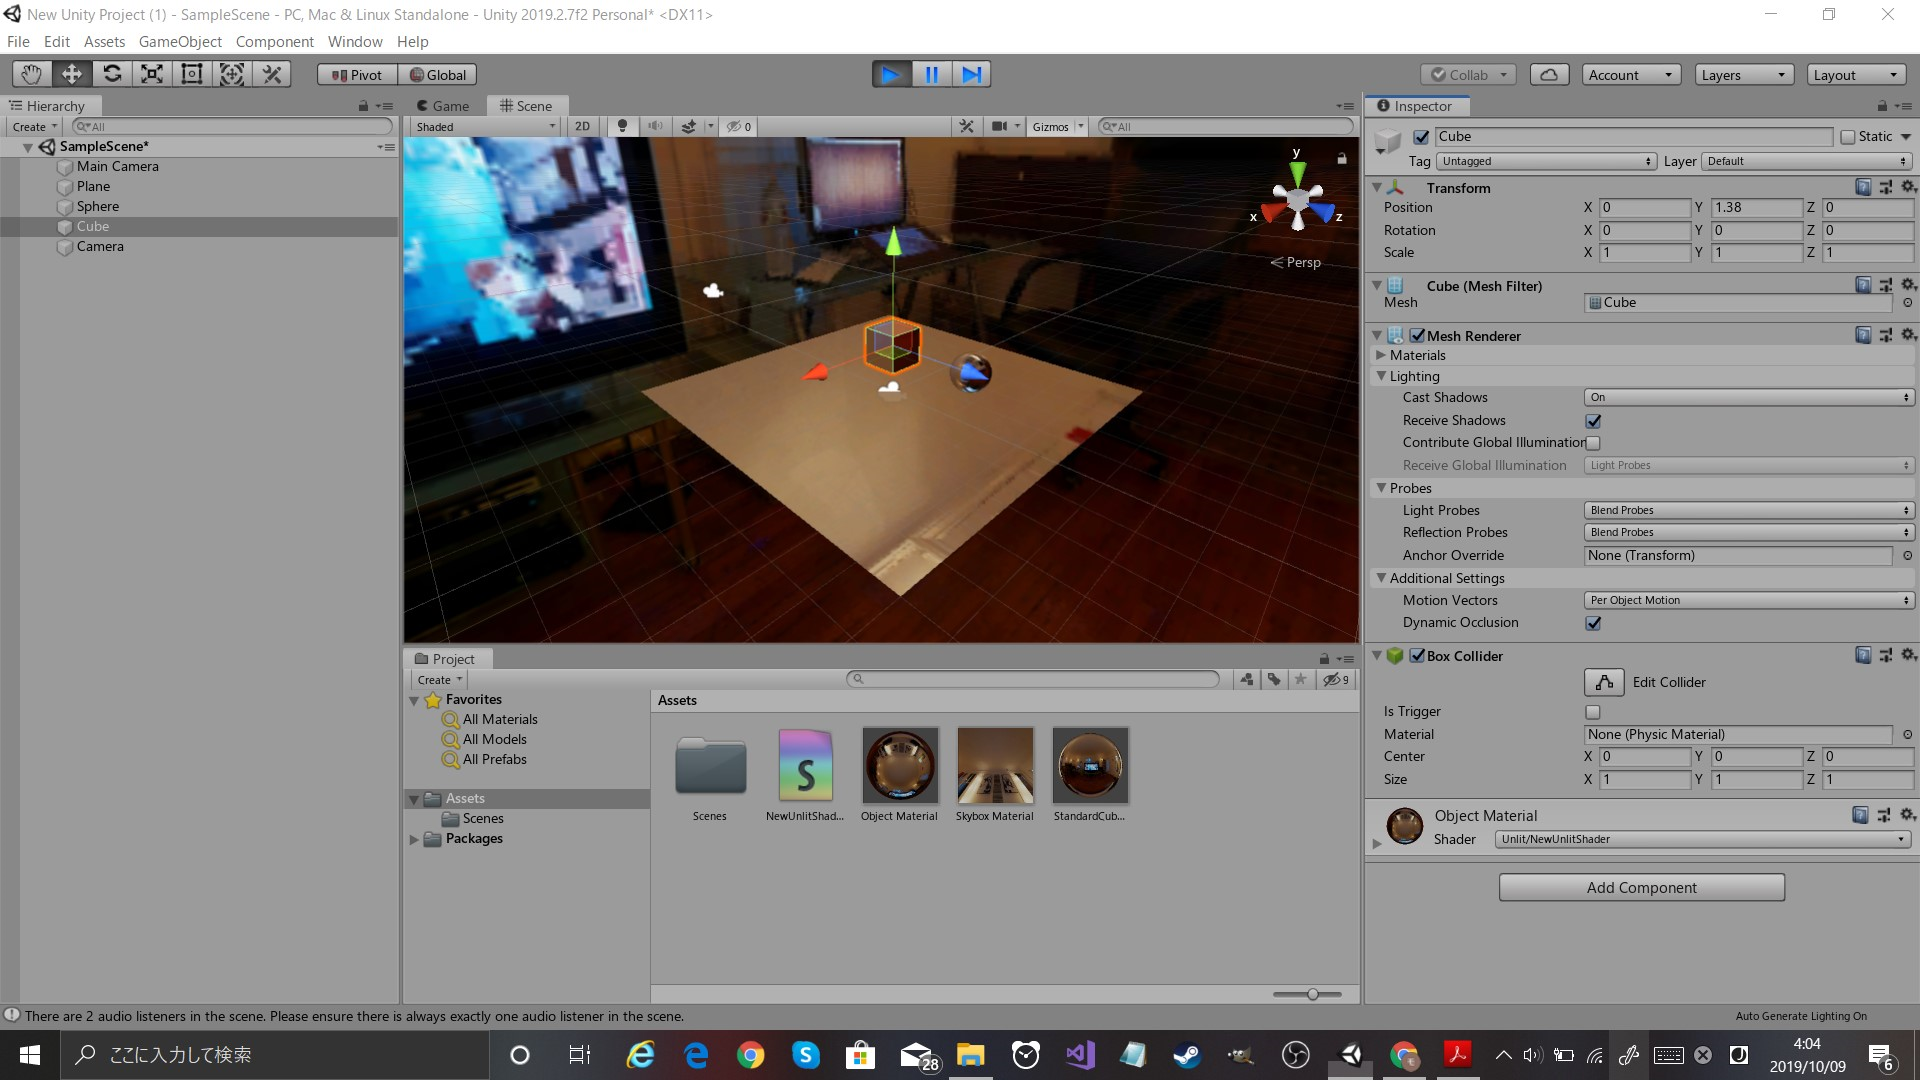 New Unity Project (1) - SampleScene - PC, Mac & Linux Standalone - Unity 2019.2.7f2 Personal* <DX11>
File Edit Assets GameObject Component Window Help
Pivot Global Collab Account Layers Layout
Hierarchy
Create All
SampleScene*
Main Camera
Plane
Sphere
Cube
Camera
Game Scene
Shaded 2D 0 Gizmos All
y
x z
Persp
Project
Create 9
Favorites
All Materials
All Models
All Prefabs
Assets
Scenes
Packages
Assets
Scenes NewUnlitShad... Object Material Skybox Material StandardCub...
Inspector
Cube Static
Tag Untagged Layer Default
Transform
Position X 0 Y 1.38 Z 0
Rotation X 0 Y 0 Z 0
Scale X 1 Y 1 Z 1
Cube (Mesh Filter)
Mesh Cube
Mesh Renderer
Materials
Lighting
Cast Shadows On
Receive Shadows
Contribute Global Illumination
Receive Global Illumination Light Probes
Probes
Light Probes Blend Probes
Reflection Probes Blend Probes
Anchor Override None (Transform)
Additional Settings
Motion Vectors Per Object Motion
Dynamic Occlusion
Box Collider
Edit Collider
Is Trigger
Material None (Physic Material)
Center X 0 Y 0 Z 0
Size X 1 Y 1 Z 1
Object Material
Shader Unlit/NewUnlitShader
Add Component
There are 2 audio listeners in the scene. Please ensure there is always exactly one audio listener in the scene.
Auto Generate Lighting On
ここに入力して検索
28
4:04
2019/10/09
6